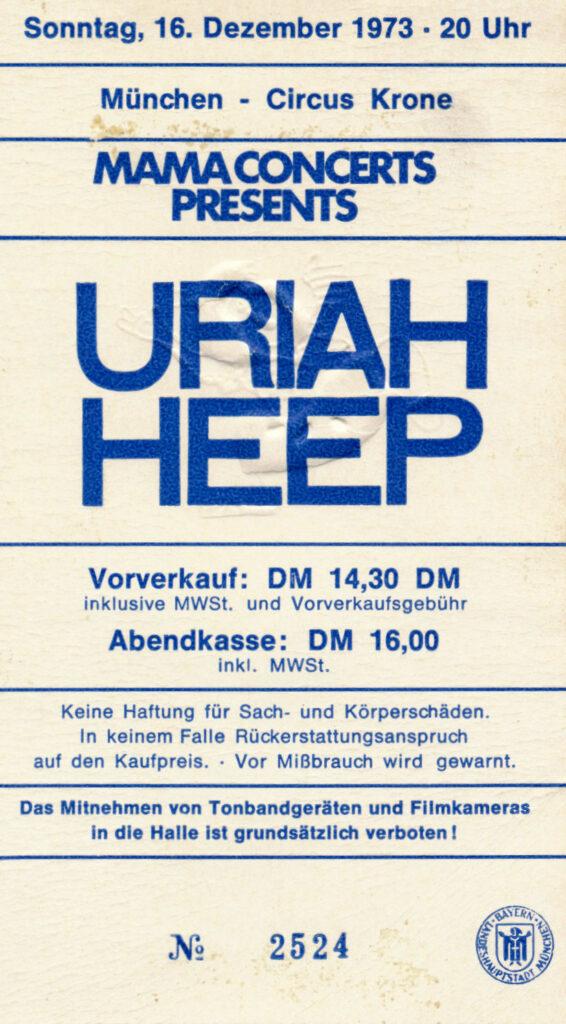 Sonntag, 16. Dezember 1973 · 20 Uhr
München - Circus Krone
MAMA CONCERTS
PRESENTS
URIAH
HEEP
Vorverkauf: DM 14,30 DM
inklusive MWSt. und Vorverkaufsgebühr
Abendkasse: DM 16,00
inkl. MWSt.
Keine Haftung für Sach- und Körperschäden.
In keinem Falle Rückerstattungsanspruch
auf den Kaufpreis. · Vor Mißbrauch wird gewarnt.
Das Mitnehmen von Tonbandgeräten und Filmkameras
in die Halle ist grundsätzlich verboten!
№ 2524
· BAYERN · LANDESHAUPTSTADT MÜNCHEN